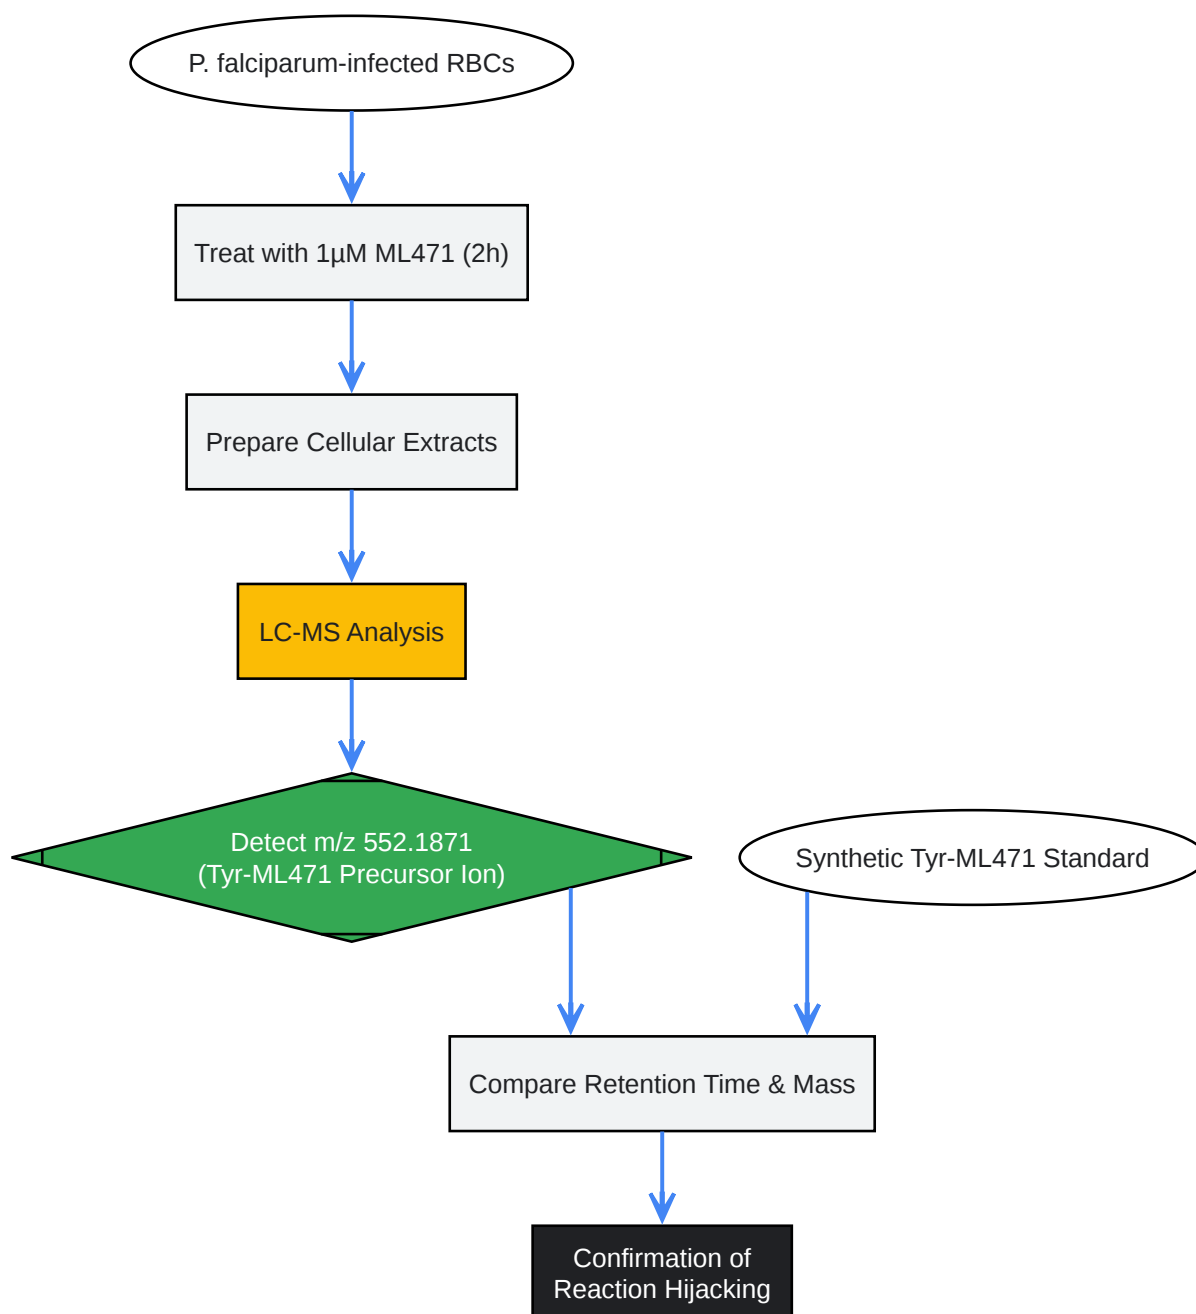 P. falciparum-infected RBCs
Treat with 1µM ML471 (2h)
Prepare Cellular Extracts
LC-MS Analysis
Detect m/z 552.1871
(Tyr-ML471 Precursor Ion)
Synthetic Tyr-ML471 Standard
Compare Retention Time & Mass
Confirmation of
Reaction Hijacking